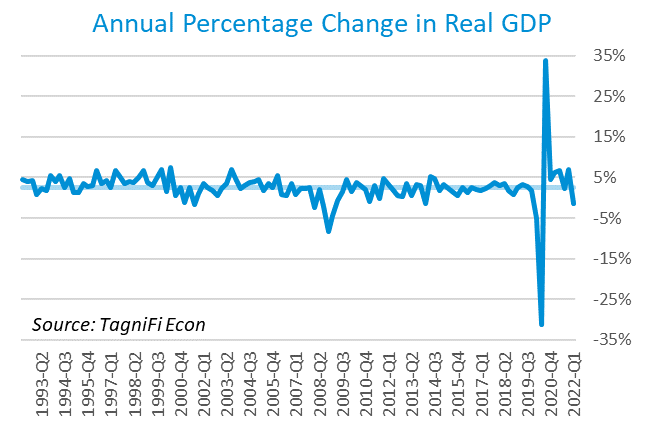 Annual Percentage Change in Real GDP
35%
25%
15%
5%
-5%
-15%
-25%
-35%
Source: TagniFi Econ
1993-Q2
1994-Q3
1995-Q4
1997-Q1
1998-Q2
1999-Q3
2000-Q4
2002-Q1
2003-Q2
2004-Q3
2005-Q4
2007-Q1
2008-Q2
2009-Q3
2010-Q4
2012-Q1
2013-Q2
2014-Q3
2015-Q4
2017-Q1
2018-Q2
2019-Q3
2020-Q4
2022-Q1